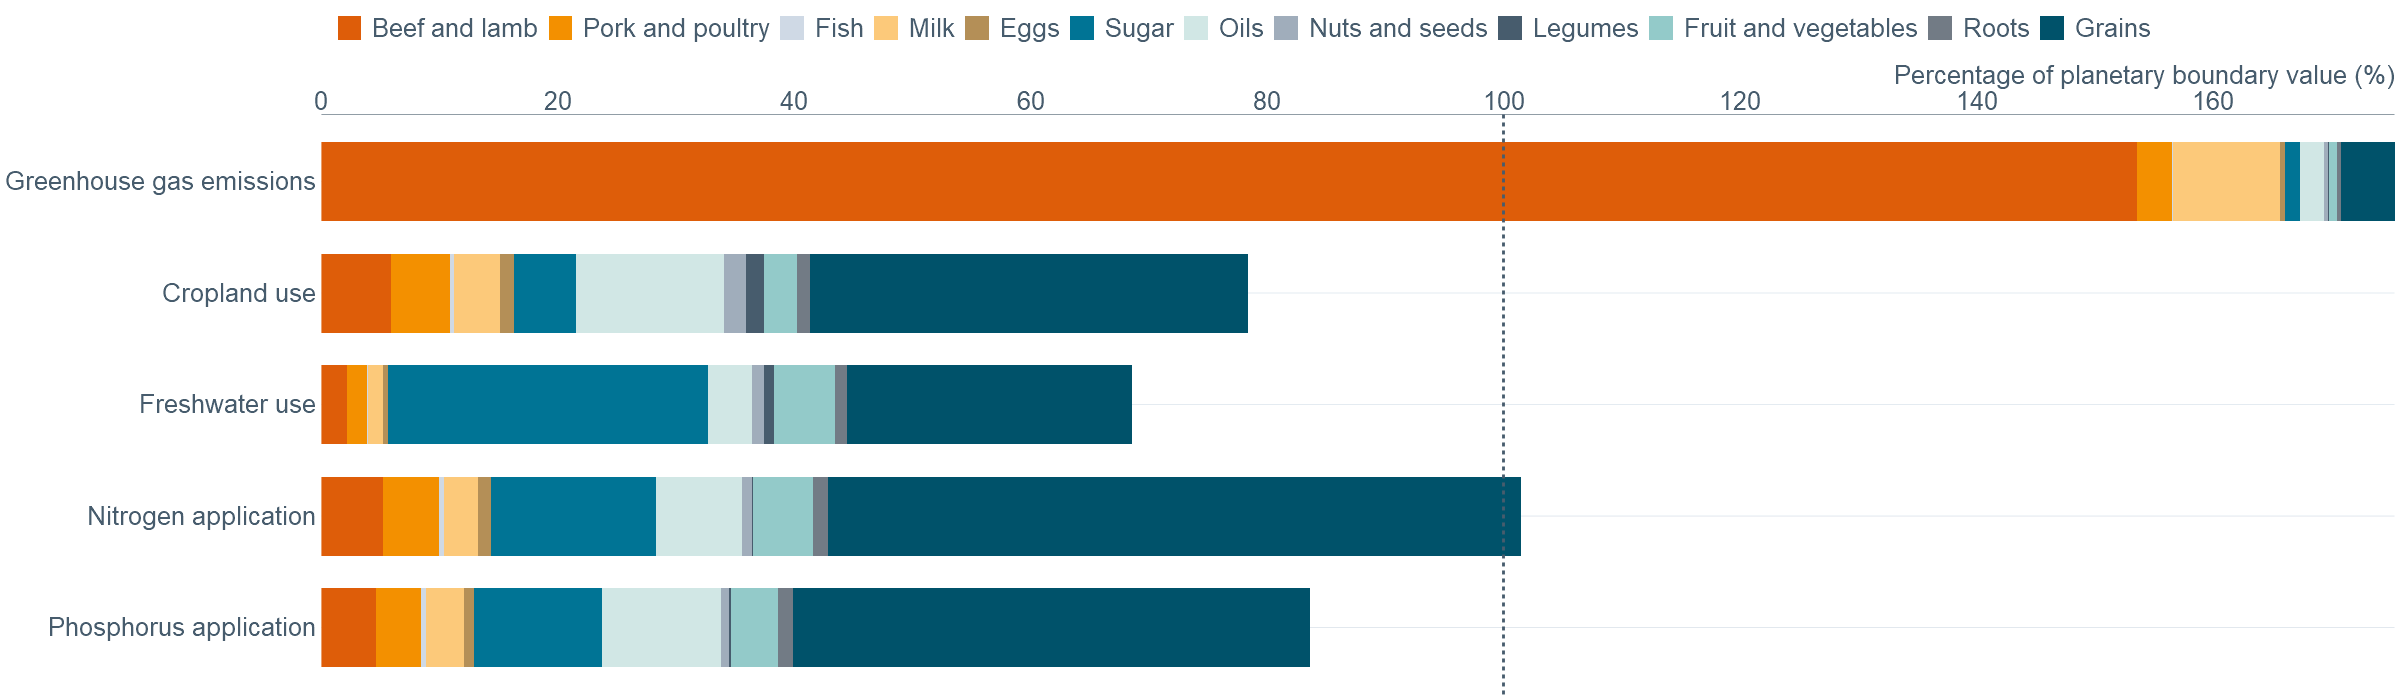 Beef and lamb Pork and poultry Fish Milk Eggs Sugar Oils Nuts and seeds Legumes Fruit and vegetables Roots Grains
Percentage of planetary boundary value (%)
0 20 40 60 80 100 120 140 160
Greenhouse gas emissions
Cropland use
Freshwater use
Nitrogen application
Phosphorus application